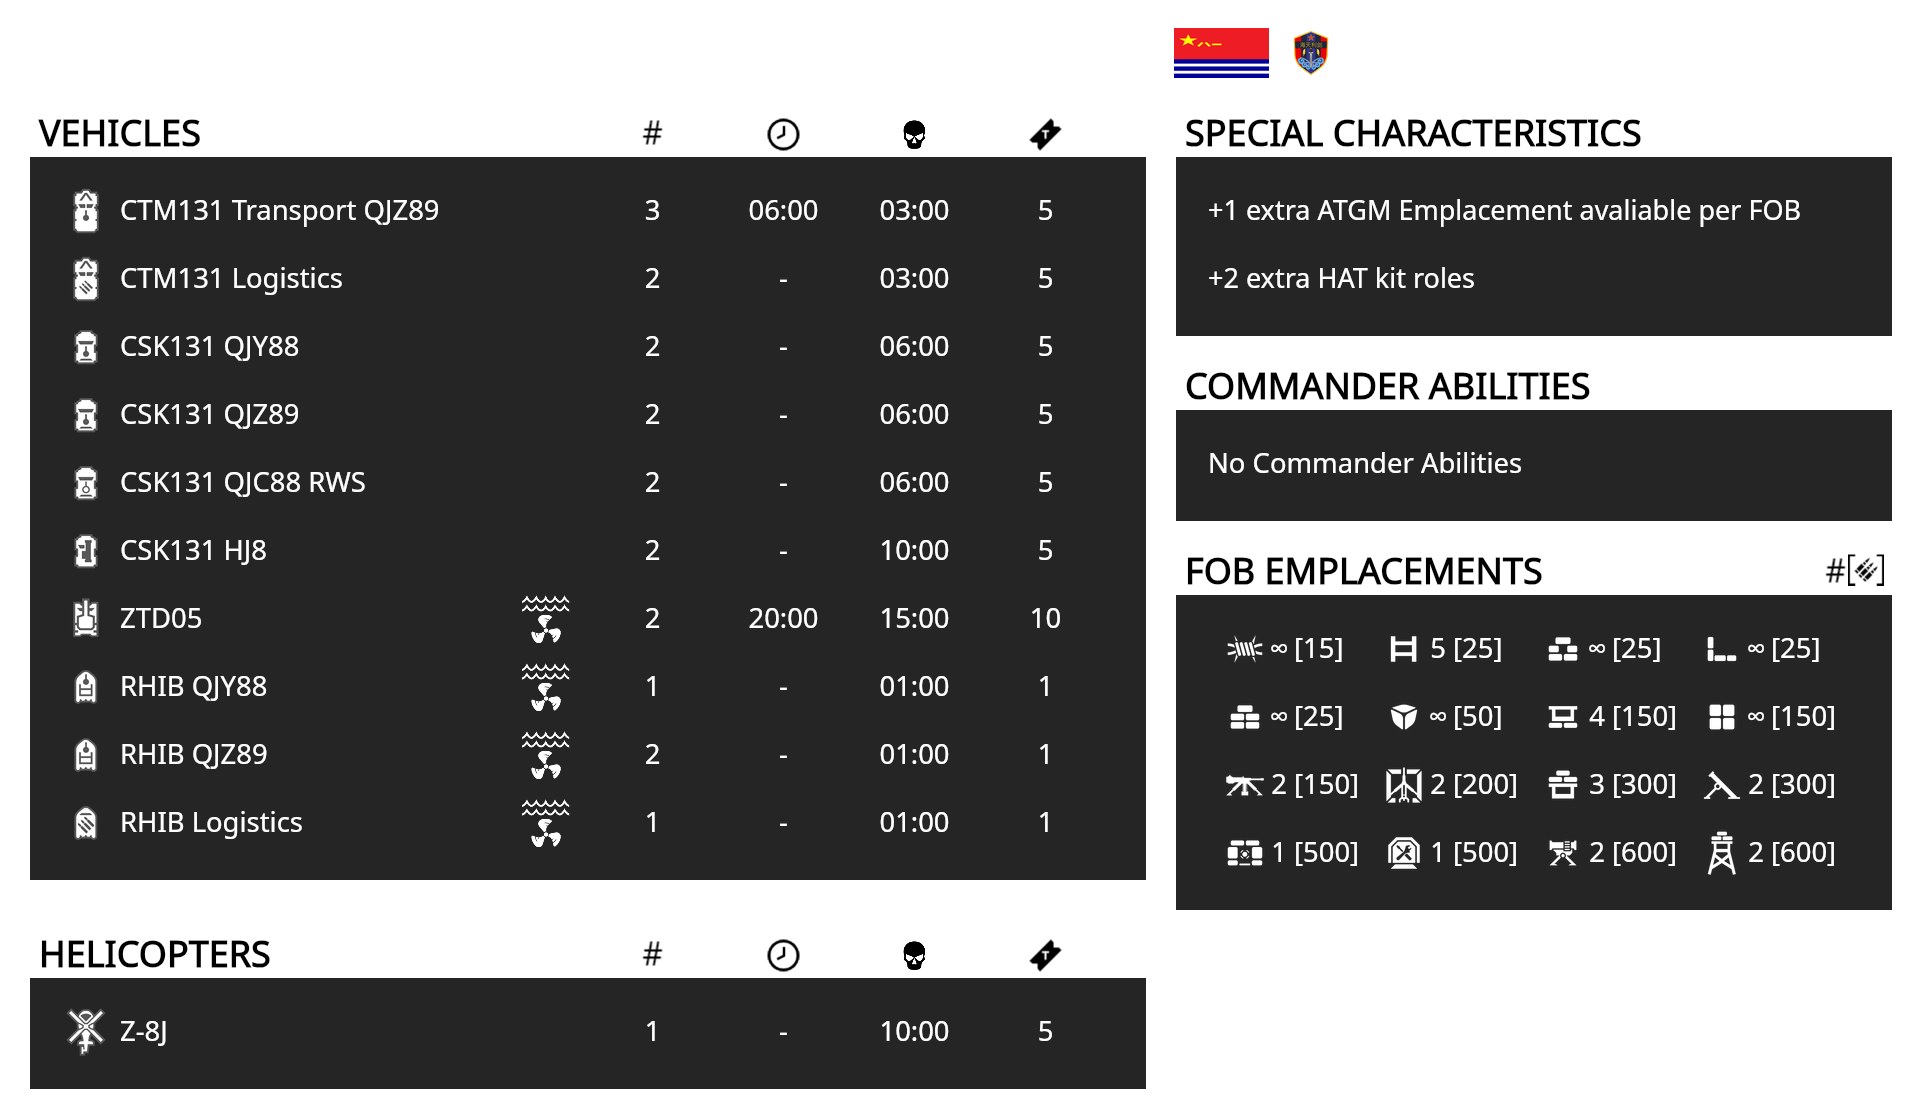 VEHICLES #
CTM131 Transport QJZ89 3 06:00 03:00 5
CTM131 Logistics 2 - 03:00 5
CSK131 QJY88 2 - 06:00 5
CSK131 QJZ89 2 - 06:00 5
CSK131 QJC88 RWS 2 - 06:00 5
CSK131 HJ8 2 - 10:00 5
ZTD05 2 20:00 15:00 10
RHIB QJY88 1 - 01:00 1
RHIB QJZ89 2 - 01:00 1
RHIB Logistics 1 - 01:00 1
HELICOPTERS #
Z-8J 1 - 10:00 5
SPECIAL CHARACTERISTICS
+1 extra ATGM Emplacement avaliable per FOB
+2 extra HAT kit roles
COMMANDER ABILITIES
No Commander Abilities
FOB EMPLACEMENTS #[ ]
∞ [15] 5 [25] ∞ [25] ∞ [25]
∞ [25] ∞ [50] 4 [150] ∞ [150]
2 [150] 2 [200] 3 [300] 2 [300]
1 [500] 1 [500] 2 [600] 2 [600]